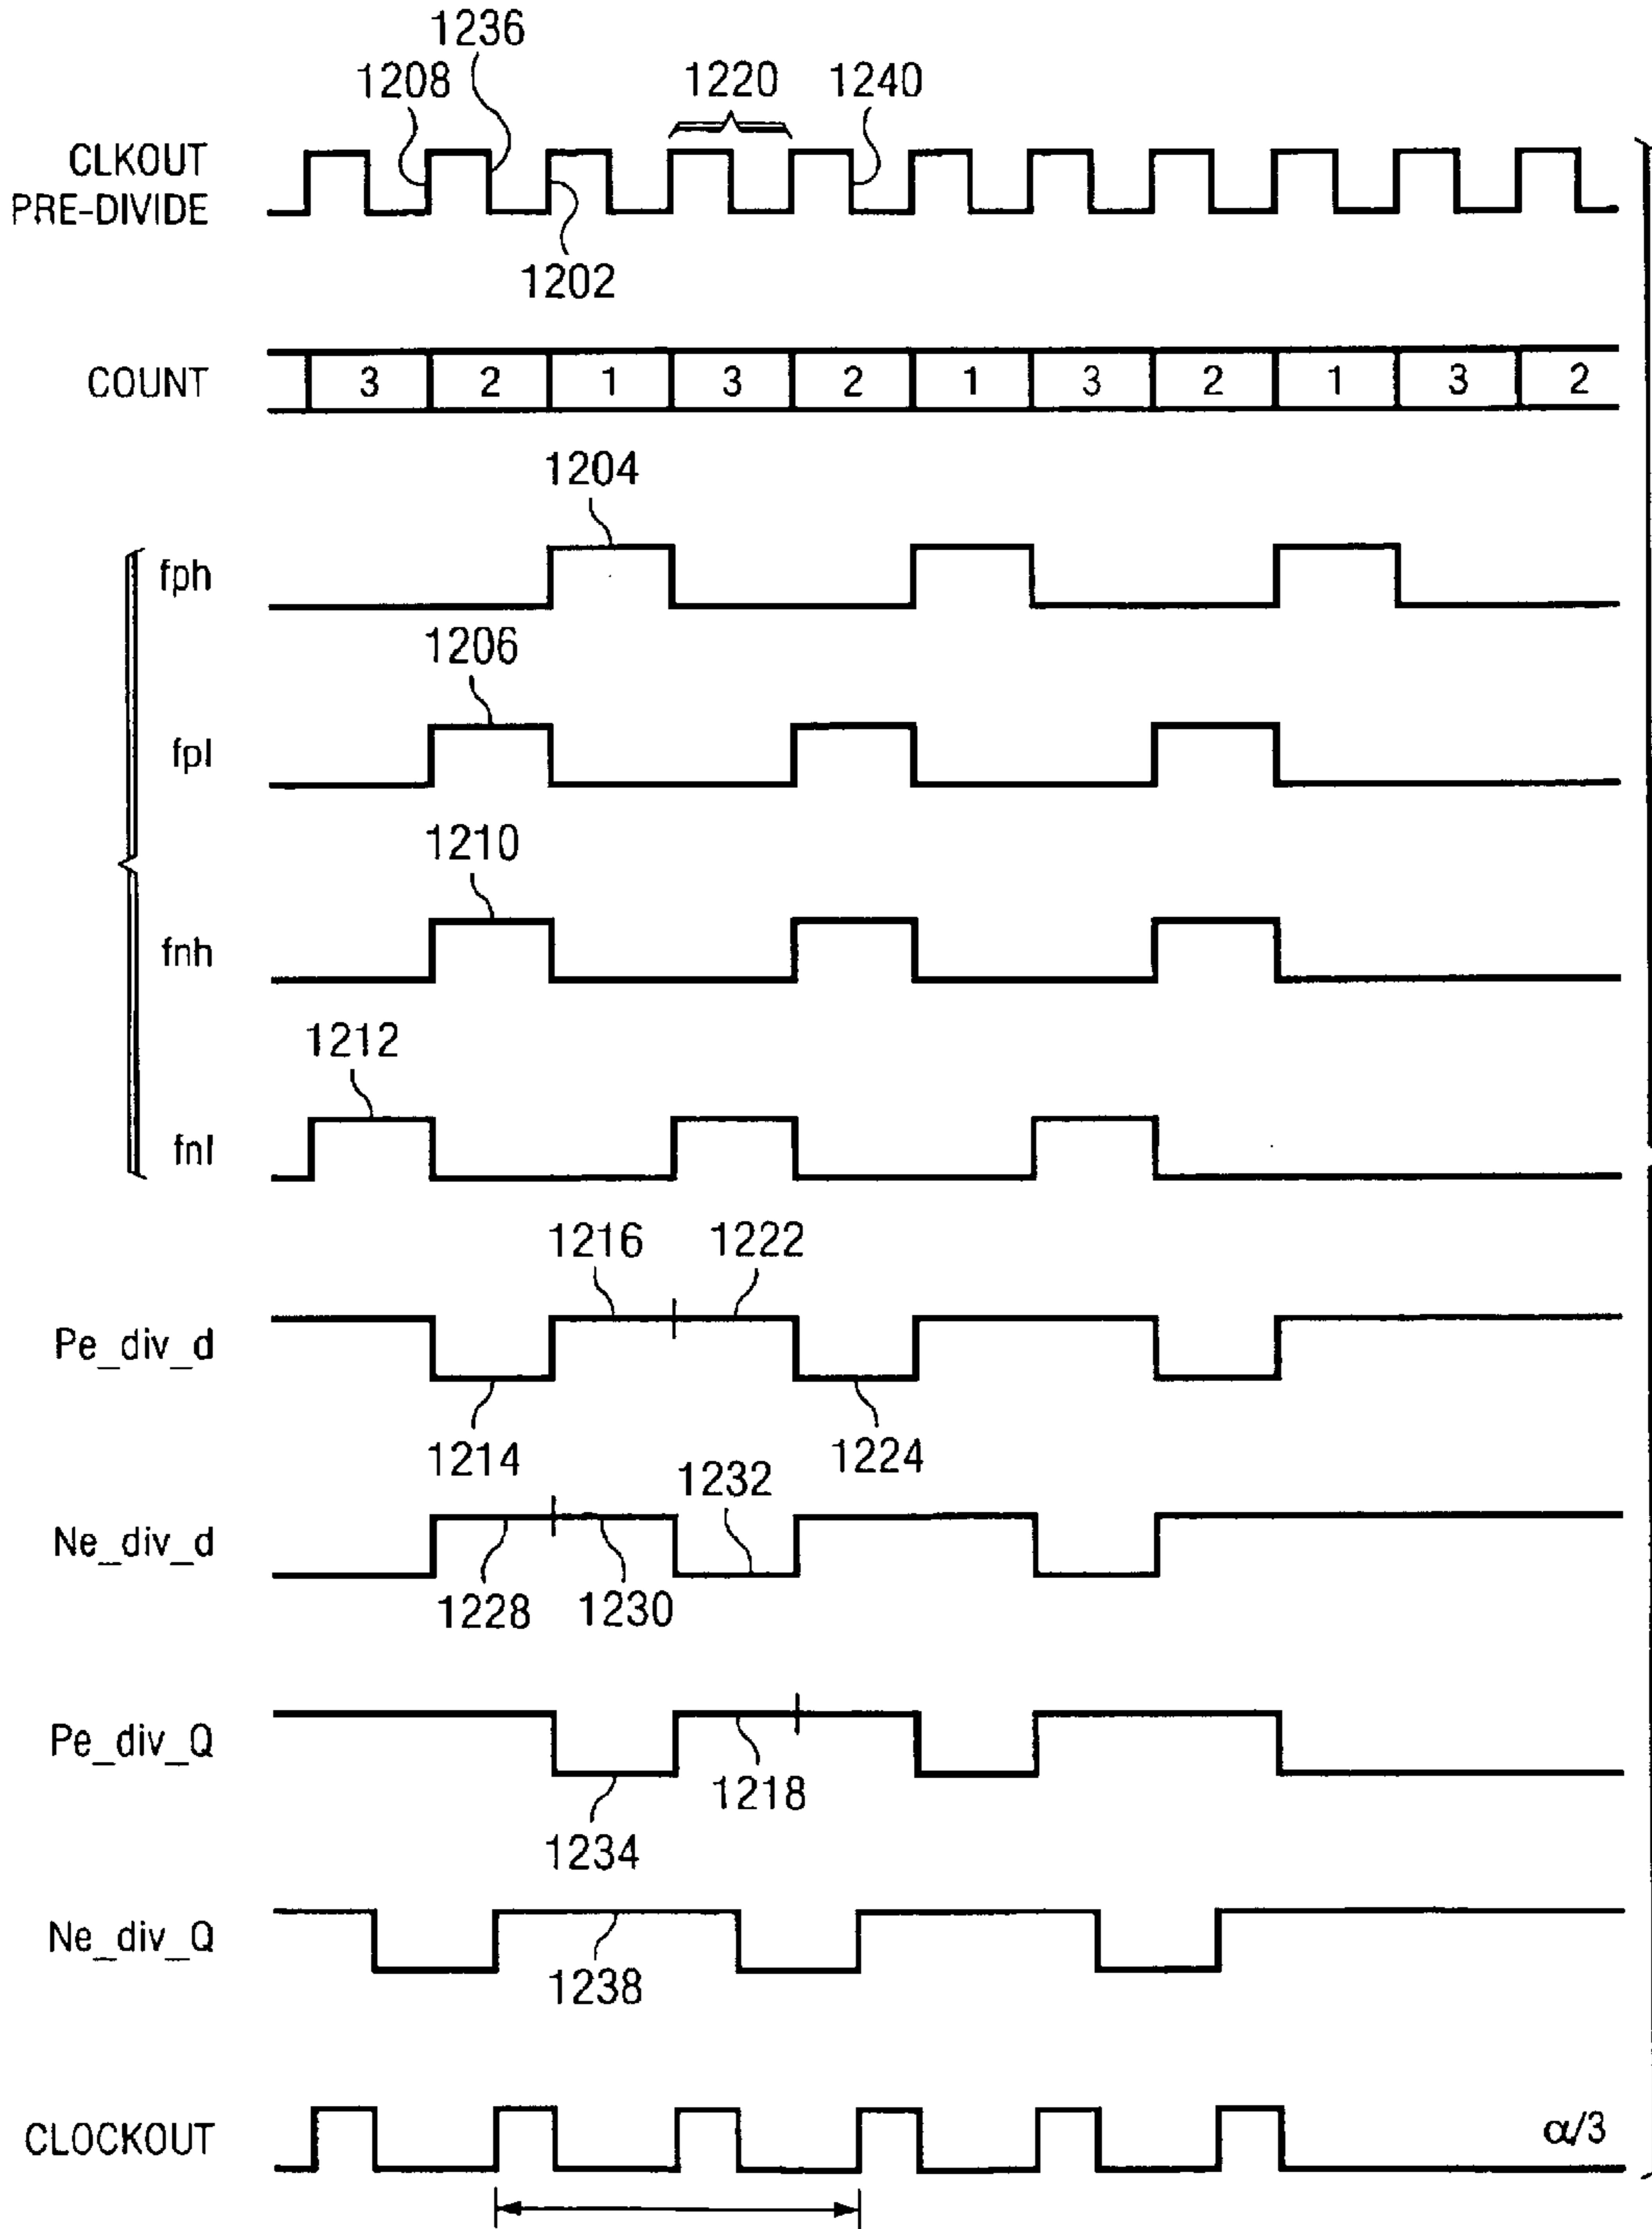 1236
1208
1220
1240
CLKOUT
PRE-DIVIDE
1202
COUNT
3 2 1 3 2 1 3 2 1 3 2
1204
fph
1206
fpl
1210
fnh
1212
fnl
1216
1222
Pe_div_d
1214
1224
1232
Ne_div_d
1228
1230
Pe_div_Q
1218
1234
Ne_div_Q
1238
CLOCKOUT
α/3